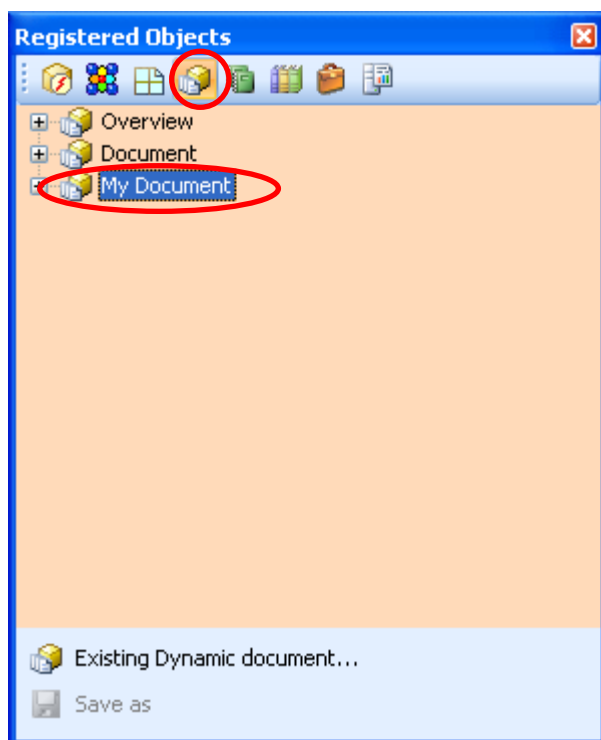 Registered Objects
Overview
Document
My Document
Existing Dynamic document...
Save as